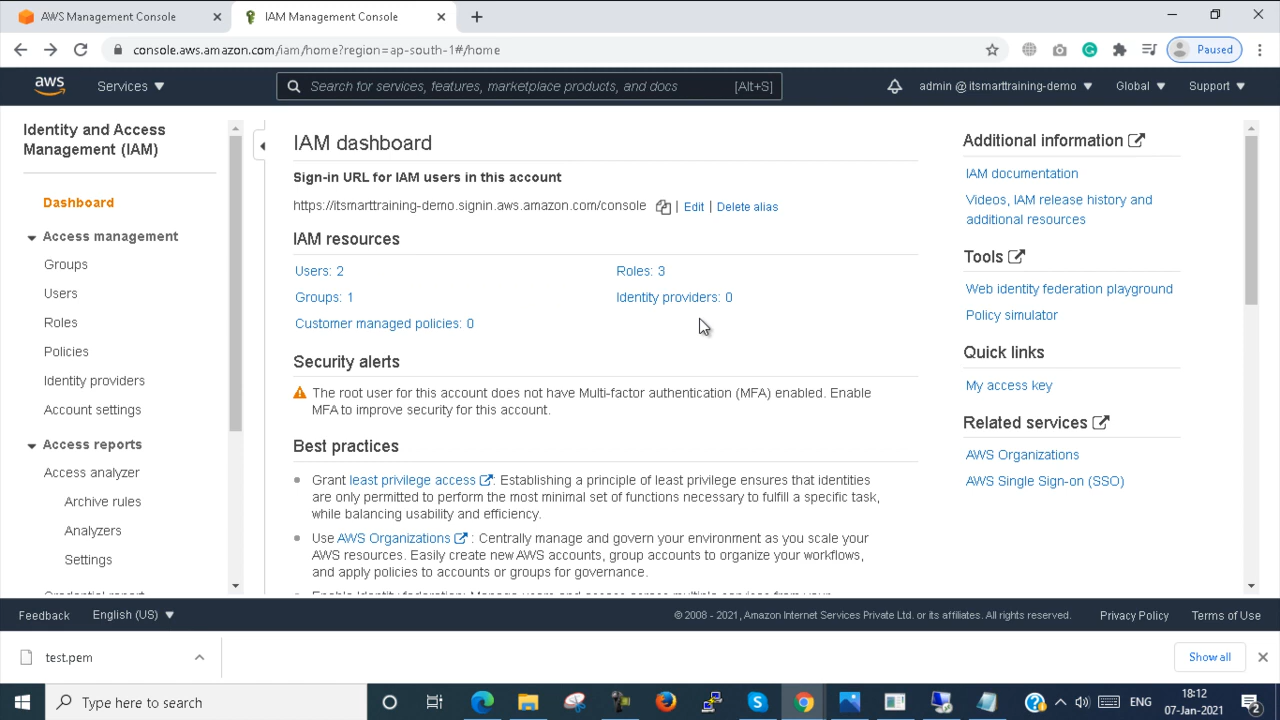 AWS Management Console
IAM Management Console
console.aws.amazon.com/iam/home?region=ap-south-1#/home
Paused
aws
Services
Search for services, features, marketplace products, and docs [Alt+S]
admin @ itsmarttraining-demo
Global
Support
Identity and Access
Management (IAM)
Dashboard
Access management
Groups
Users
Roles
Policies
Identity providers
Account settings
Access reports
Access analyzer
Archive rules
Analyzers
Settings
Credential report
IAM dashboard
Sign-in URL for IAM users in this account
https://itsmarttraining-demo.signin.aws.amazon.com/console | Edit | Delete alias
IAM resources
Users: 2
Roles: 3
Groups: 1
Identity providers: 0
Customer managed policies: 0
Security alerts
The root user for this account does not have Multi-factor authentication (MFA) enabled. Enable
MFA to improve security for this account.
Best practices
Grant least privilege access : Establishing a principle of least privilege ensures that identities
are only permitted to perform the most minimal set of functions necessary to fulfill a specific task,
while balancing usability and efficiency.
Use AWS Organizations : Centrally manage and govern your environment as you scale your
AWS resources. Easily create new AWS accounts, group accounts to organize your workflows,
and apply policies to accounts or groups for governance.
Additional information
IAM documentation
Videos, IAM release history and
additional resources
Tools
Web identity federation playground
Policy simulator
Quick links
My access key
Related services
AWS Organizations
AWS Single Sign-on (SSO)
Feedback
English (US)
© 2008 - 2021, Amazon Internet Services Private Ltd. or its affiliates. All rights reserved.
Privacy Policy
Terms of Use
test.pem
Show all
Type here to search
ENG
18:12
07-Jan-2021
2